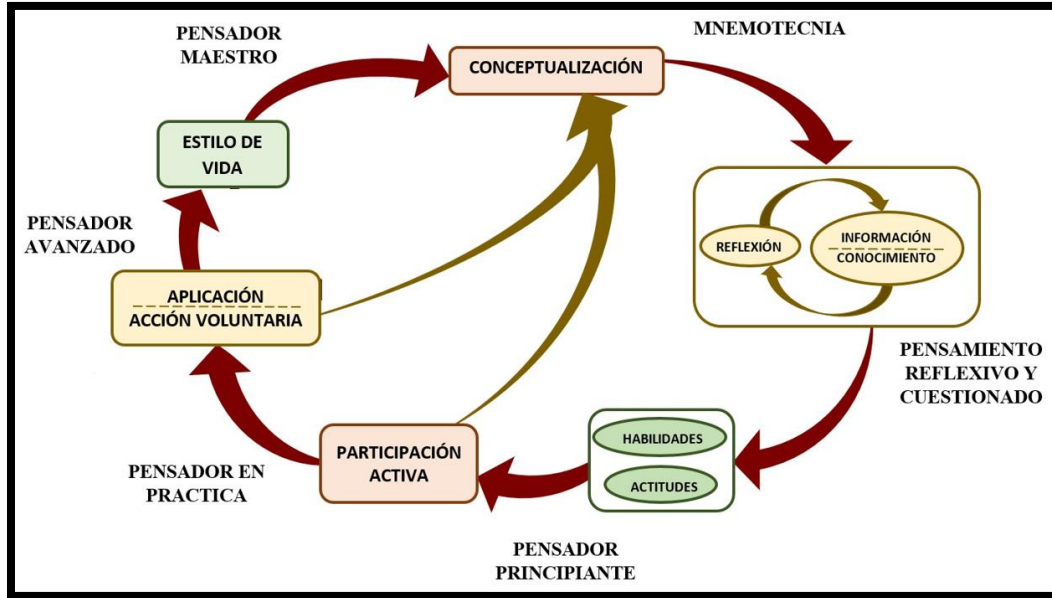 PENSADOR
MAESTRO
MNEMOTECNIA
CONCEPTUALIZACIÓN
ESTILO DE
VIDA
PENSADOR
AVANZADO
REFLEXIÓN
INFORMACIÓN
CONOCIMIENTO
APLICACIÓN
ACCIÓN VOLUNTARIA
PENSAMIENTO
REFLEXIVO Y
CUESTIONADO
HABILIDADES
ACTITUDES
PARTICIPACIÓN
ACTIVA
PENSADOR EN
PRACTICA
PENSADOR
PRINCIPIANTE